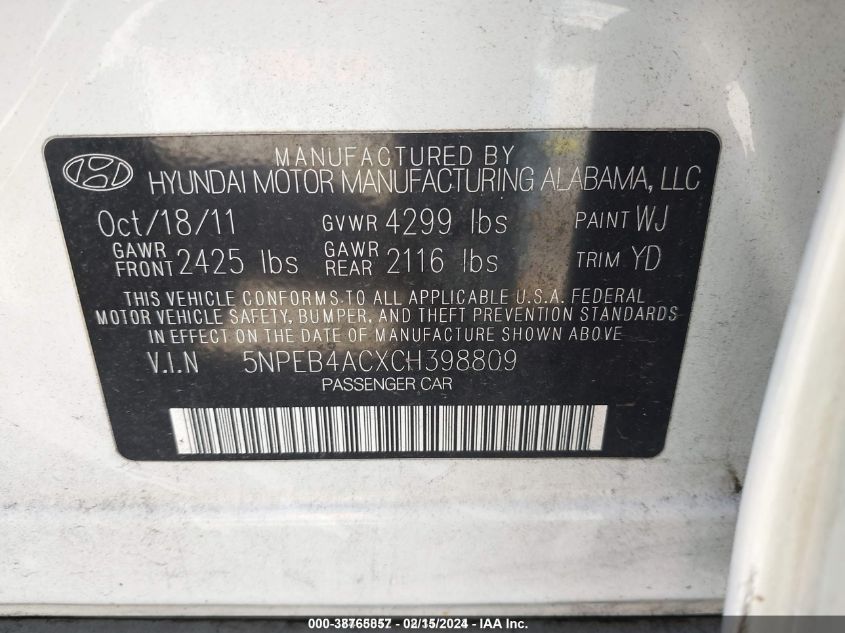 MANUFACTURED BY
HYUNDAI MOTOR MANUFACTURING ALABAMA, LLC
Oct/18/11 GVWR 4299 lbs PAINT WJ
GAWR FRONT 2425 lbs GAWR REAR 2116 lbs TRIM YD
THIS VEHICLE CONFORMS TO ALL APPLICABLE U.S.A. FEDERAL
MOTOR VEHICLE SAFETY, BUMPER, AND THEFT PREVENTION STANDARDS
IN EFFECT ON THE DATE OF MANUFACTURE SHOWN ABOVE.
V.I.N 5NPEB4ACXCH398809
PASSENGER CAR
000-38765857 - 02/15/2024 - IAA Inc.